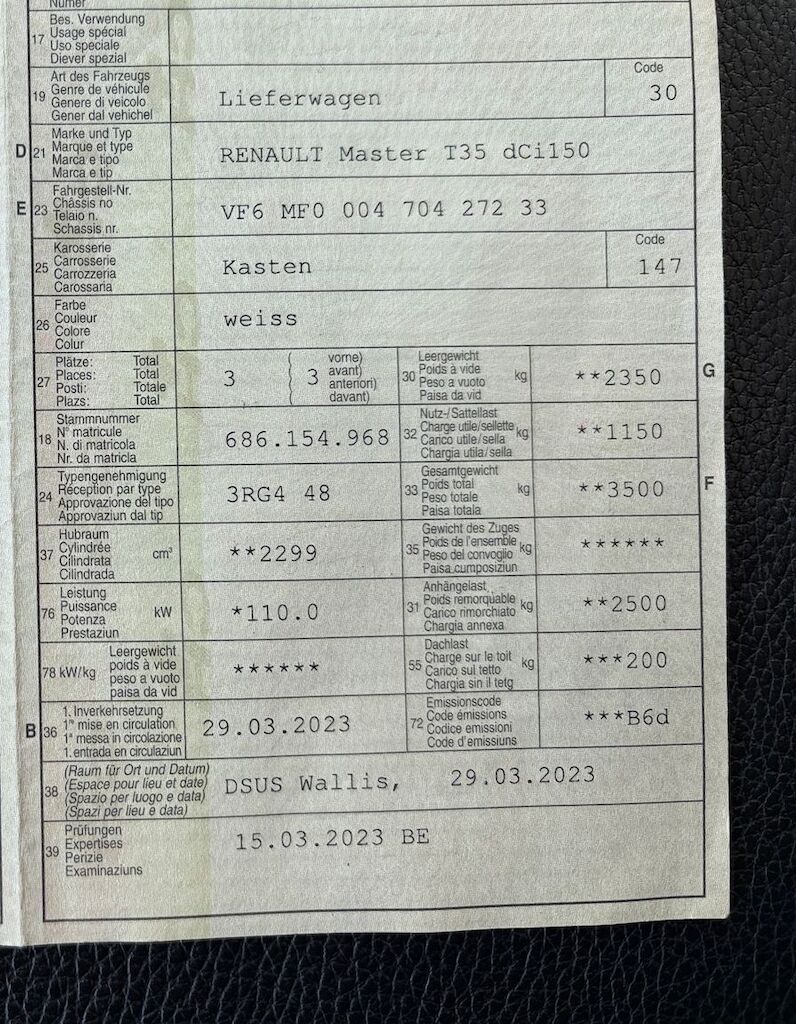 Numer
17 Bes. Verwendung
Usage spécial
Uso speciale
Diever spezial
19 Art des Fahrzeugs
Genre de véhicule
Genere di veicolo
Gener dal vehichel
Lieferwagen
Code
30
D 21 Marke und Typ
Marque et type
Marca e tipo
Marca e tip
RENAULT Master T35 dCi150
E 23 Fahrgestell-Nr.
Châssis no
Telaio n.
Schassis nr.
VF6 MF0 004 704 272 33
25 Karosserie
Carrosserie
Carrozzeria
Carossaria
Kasten
Code
147
26 Farbe
Couleur
Colore
Colur
weiss
27 Plätze: Total
Places: Total
Posti: Totale
Plazs: Total
3 ( 3 vorne)
avant)
anteriori)
davant)
30 Leergewicht
Poids à vide
Peso a vuoto
Paisa da vid
kg
**2350
G
18 Stammnummer
N° matricule
N. di matricola
Nr. da matricla
686.154.968
32 Nutz-/Sattellast
Charge utile/sellette
Carico utile/sella
Chargia utila/sella
kg
**1150
24 Typengenehmigung
Réception par type
Approvazione del tipo
Approvaziun dal tip
3RG4 48
33 Gesamtgewicht
Poids total
Peso totale
Paisa totala
kg
**3500
F
37 Hubraum
Cylindrée
Cilindrata
Cilindrada
cm³
**2299
35 Gewicht des Zuges
Poids de l'ensemble
Peso del convoglio
Paisa cumposiziun
kg
******
76 Leistung
Puissance
Potenza
Prestaziun
kW
*110.0
31 Anhängelast
Poids remorquable
Carico rimorchiato
Chargia annexa
kg
**2500
78 kW/kg Leergewicht
poids à vide
peso a vuoto
paisa da vid
******
55 Dachlast
Charge sur le toit
Carico sul tetto
Chargia sin il tetg
kg
***200
B 36 1. Inverkehrsetzung
1re mise en circulation
1a messa in circolazione
1. entrada en circulaziun
29.03.2023
72 Emissionscode
Code émissions
Codice emissioni
Code d'emissiuns
***B6d
38 (Raum für Ort und Datum)
(Espace pour lieu et date)
(Spazio per luogo e data)
(Spazi per lieu e data)
DSUS Wallis, 29.03.2023
39 Prüfungen
Expertises
Perizie
Examinaziuns
15.03.2023 BE